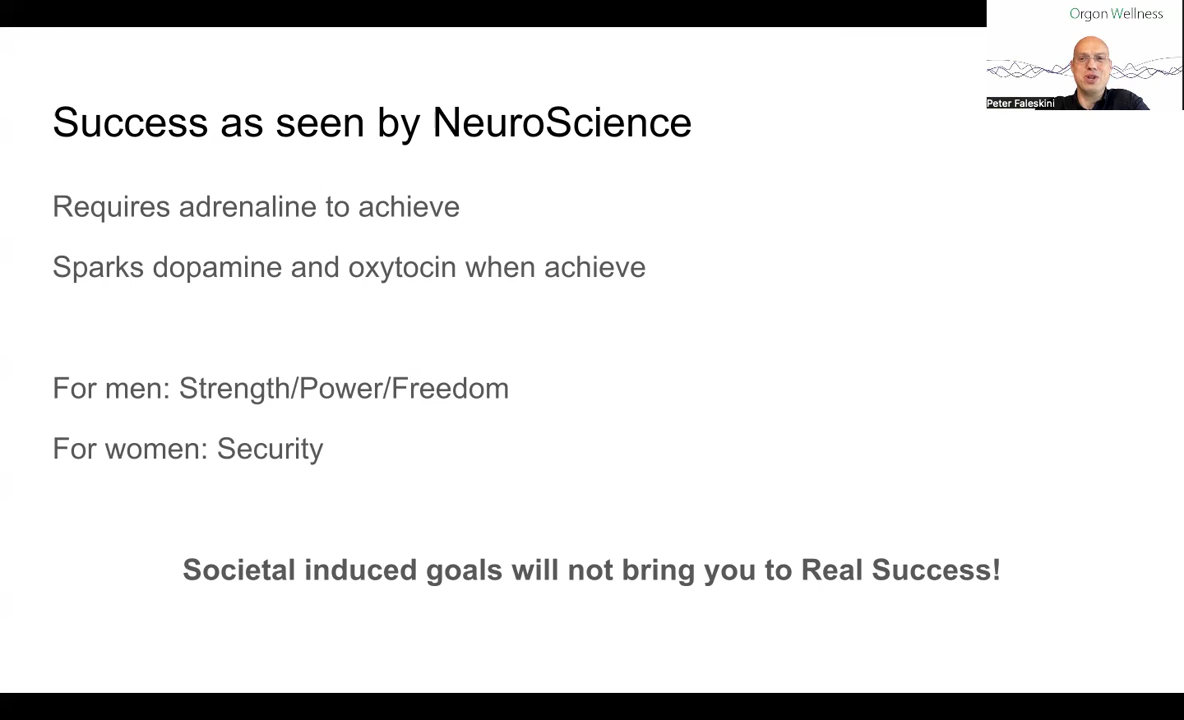 Orgon Wellness
Peter Faleskini
Success as seen by NeuroScience
Requires adrenaline to achieve
Sparks dopamine and oxytocin when achieve
For men: Strength/Power/Freedom
For women: Security
Societal induced goals will not bring you to Real Success!